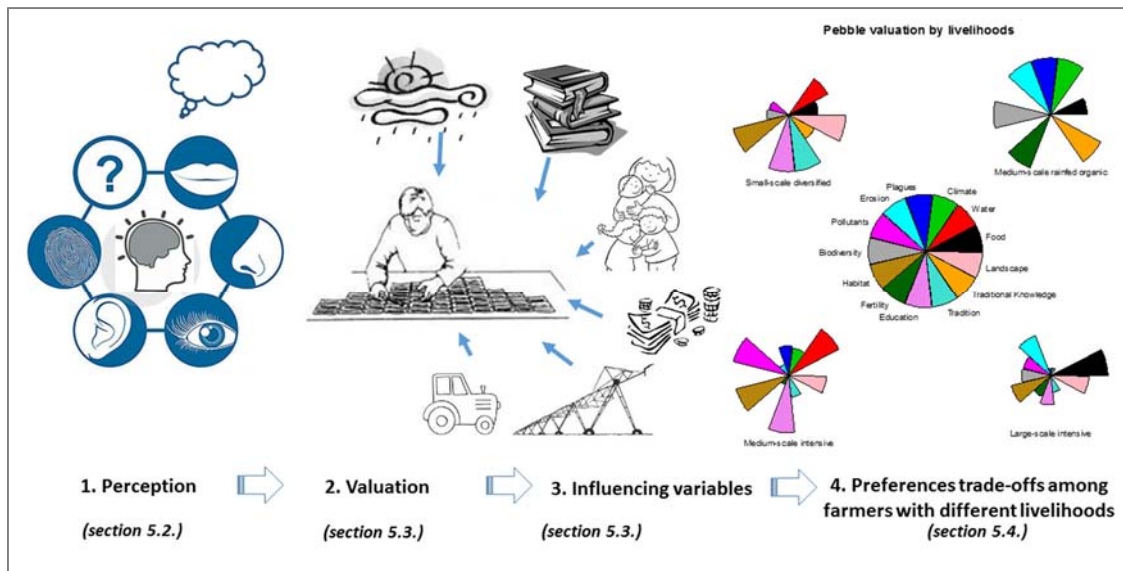 Pebble valuation by livelihoods
?
Small-scale diversified
Medium-scale rainfed organic
Plagues
Climate
Erosion
Water
Pollutants
Food
Biodiversity
Landscape
Habitat
Traditional Knowledge
Fertility
Tradition
Education
Medium-scale intensive
Large-scale intensive
1. Perception
(section 5.2.)
2. Valuation
(section 5.3.)
3. Influencing variables
(section 5.3.)
4. Preferences trade-offs among
farmers with different livelihoods
(section 5.4.)